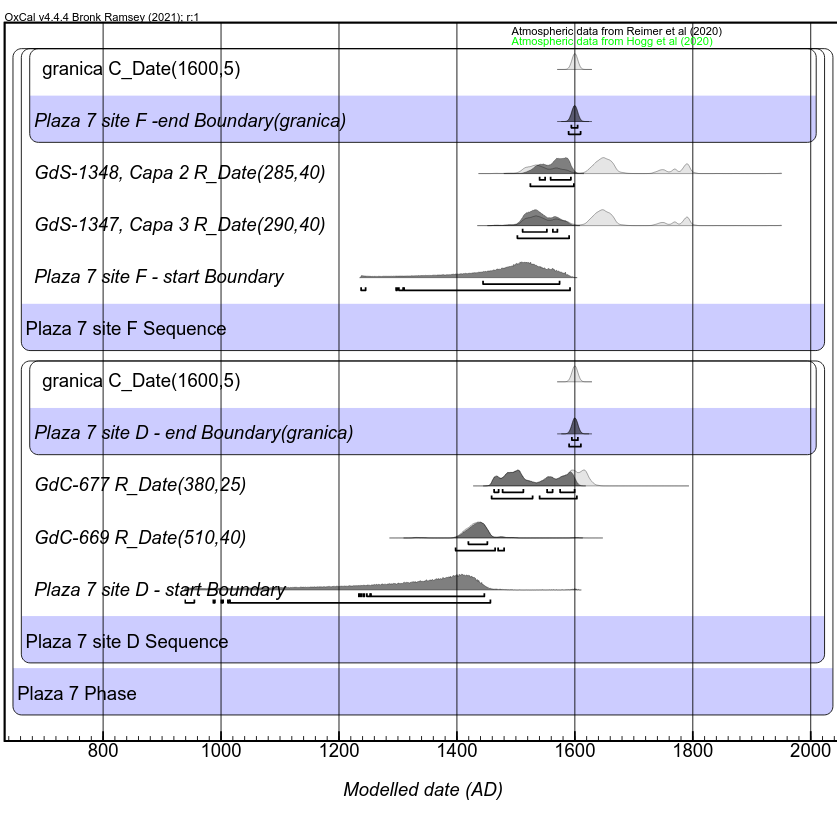 OxCal v4.4.4 Bronk Ramsey (2021); r:1
Atmospheric data from Reimer et al (2020)
Atmospheric data from Hogg et al (2020)
granica C_Date(1600,5)
Plaza 7 site F -end Boundary(granica)
GdS-1348, Capa 2 R_Date(285,40)
GdS-1347, Capa 3 R_Date(290,40)
Plaza 7 site F - start Boundary
Plaza 7 site F Sequence
granica C_Date(1600,5)
Plaza 7 site D - end Boundary(granica)
GdC-677 R_Date(380,25)
GdC-669 R_Date(510,40)
Plaza 7 site D - start Boundary
Plaza 7 site D Sequence
Plaza 7 Phase
800 1000 1200 1400 1600 1800 2000
Modelled date (AD)